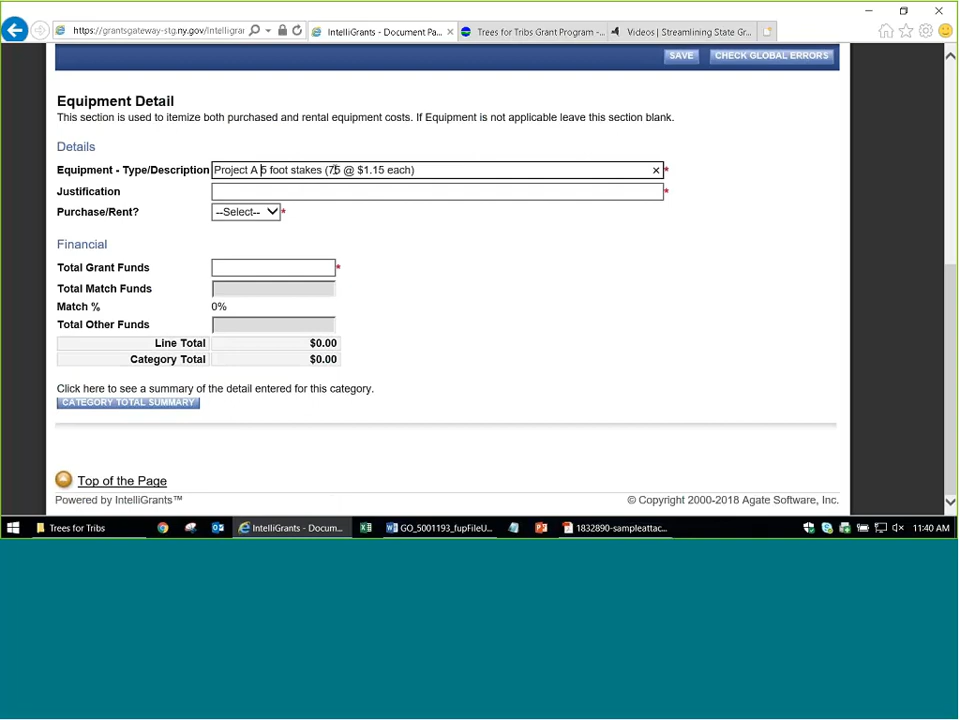 https://grantsgateway-stg.ny.gov/Intelligrar
IntelliGrants - Document Pa...
Trees for Tribs Grant Program -...
Videos | Streamlining State Gr...
SAVE
CHECK GLOBAL ERRORS
Equipment Detail
This section is used to itemize both purchased and rental equipment costs. If Equipment is not applicable leave this section blank.
Details
Equipment - Type/Description Project A 5 foot stakes (75 @ $1.15 each) × *
Justification *
Purchase/Rent? --Select-- *
Financial
Total Grant Funds *
Total Match Funds
Match % 0%
Total Other Funds
Line Total $0.00
Category Total $0.00
Click here to see a summary of the detail entered for this category.
CATEGORY TOTAL SUMMARY
Top of the Page
Powered by IntelliGrants™ © Copyright 2000-2018 Agate Software, Inc.
Trees for Tribs
IntelliGrants - Docum...
GO_5001193_fupFileU...
1832890-sampleattac...
11:40 AM